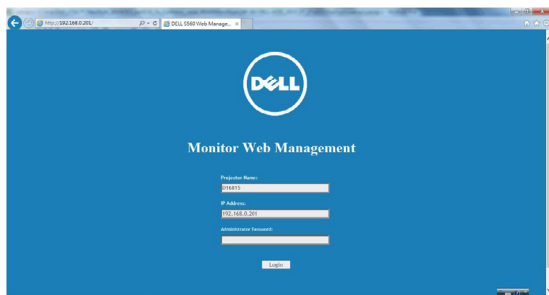 http://192.168.0.201/
DELL S560 Web Manage...
DELL
Monitor Web Management
Projector Name:
IP Address:
192.168.0.201
Administrator Password:
Login